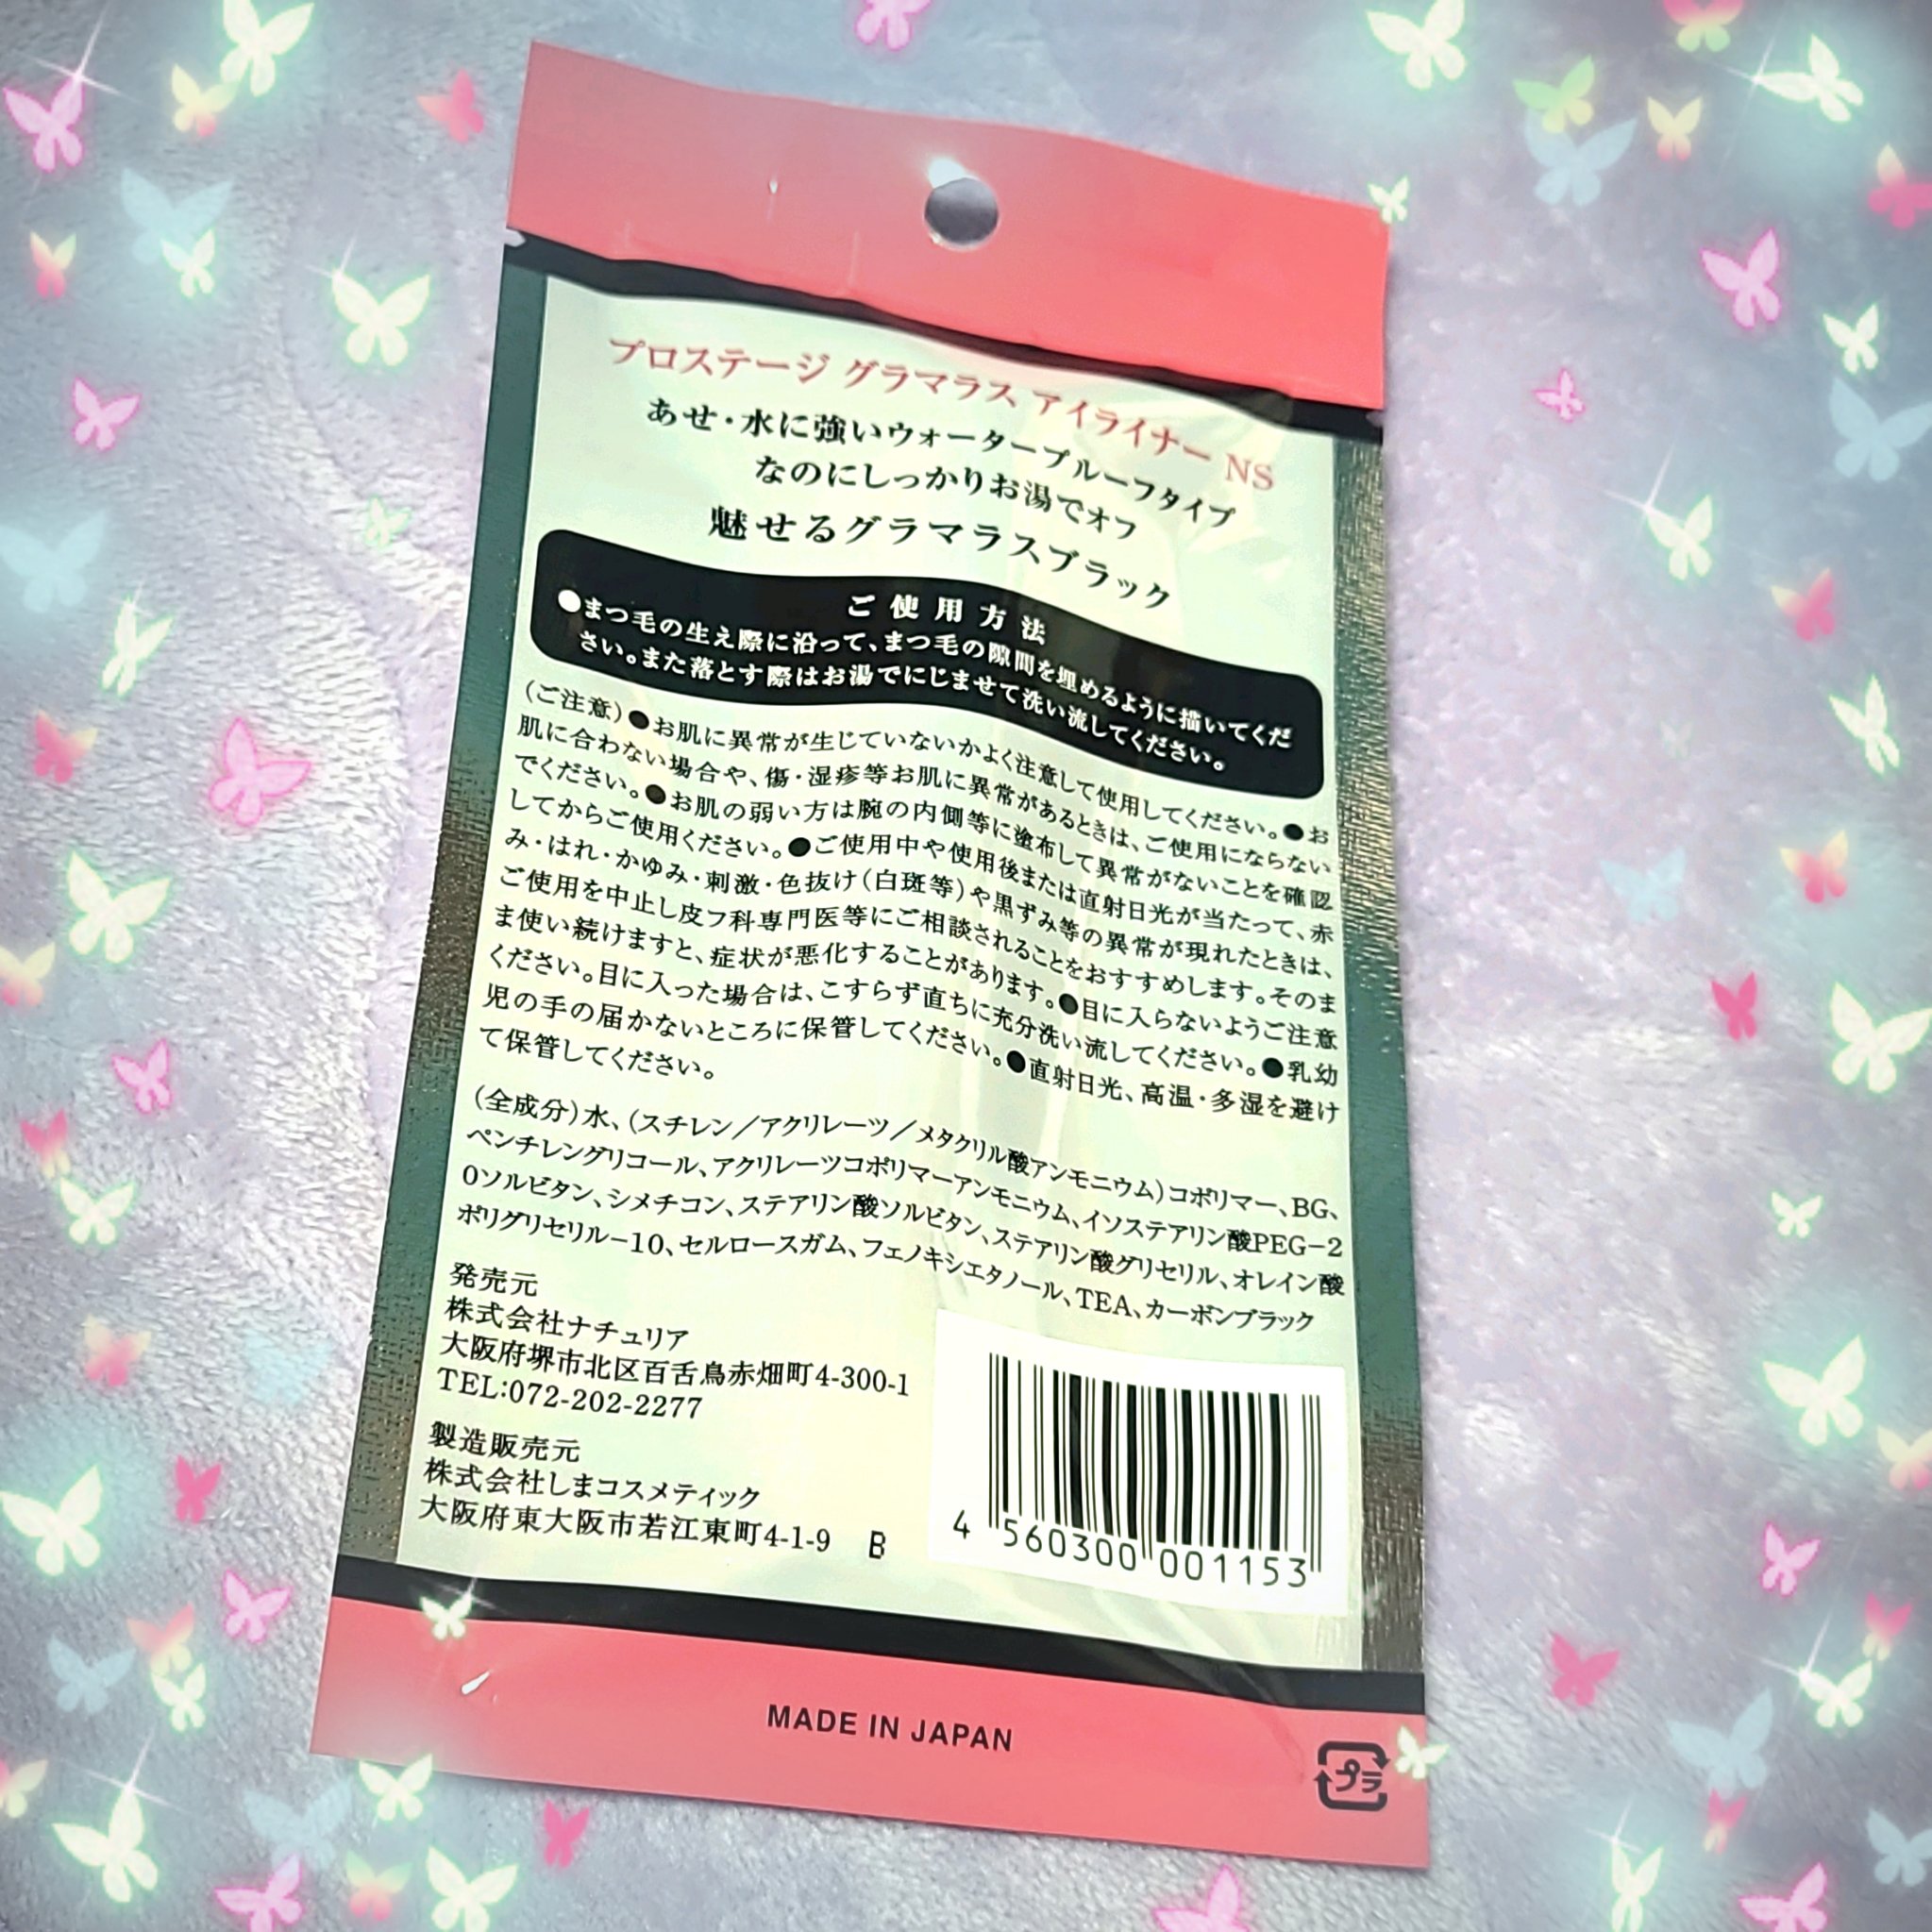 プロステージ グラマラス アイライナー NS
あせ・水に強いウォータープルーフタイプ
なのにしっかりお湯でオフ
魅せるグラマラスブラック
ご使用方法
●まつ毛の生え際に沿って、まつ毛の隙間を埋めるように描いてくだ
さい。また落とす際はお湯でにじませて洗い流してください。
(ご注意)●お肌に異常が生じていないかよく注意して使用してください。●お
肌に合わない場合や、傷・湿疹等お肌に異常があるときは、ご使用にならない
でください。●お肌の弱い方は腕の内側等に塗布して異常がないことを確認
してからご使用ください。●ご使用中や使用後または直射日光が当たって、赤
み・はれ・かゆみ・刺激・色抜け(白斑等)や黒ずみ等の異常が現れたときは、
ご使用を中止し皮フ科専門医等にご相談されることをおすすめします。そのま
ま使い続けますと、症状が悪化することがあります。●目に入らないようご注意
ください。目に入った場合は、こすらず直ちに充分洗い流してください。●乳幼
児の手の届かないところに保管してください。●直射日光、高温・多湿を避け
て保管してください。
(全成分)水、(スチレン/アクリレーツ/メタクリル酸アンモニウム)コポリマー、BG、
ペンチレングリコール、アクリレーツコポリマーアンモニウム、イソステアリン酸PEG-2
0ソルビタン、シメチコン、ステアリン酸ソルビタン、ステアリン酸グリセリル、オレイン酸
ポリグリセリル-10、セルロースガム、フェノキシエタノール、TEA、カーボンブラック
発売元
株式会社ナチュリア
大阪府堺市北区百舌鳥赤畑町4-300-1
TEL:072-202-2277
製造販売元
株式会社しまコスメティック
大阪府東大阪市若江東町4-1-9 B
4 560300 001153
MADE IN JAPAN
プラ